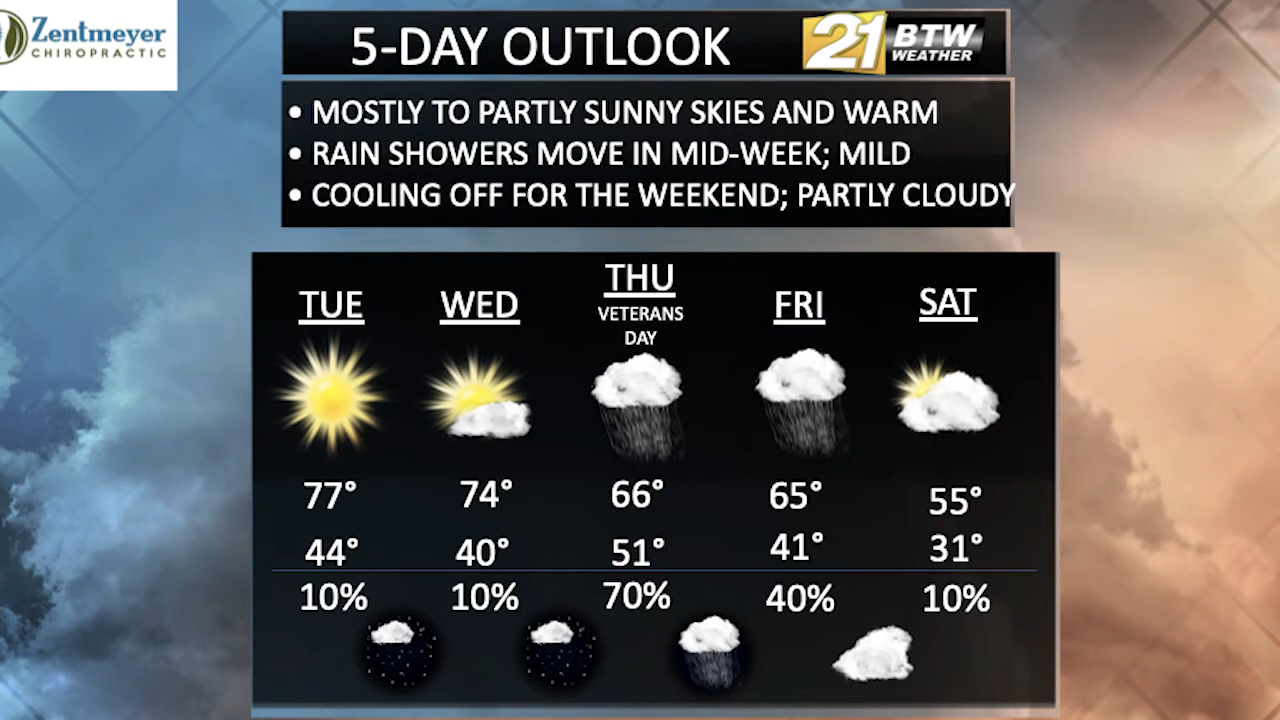 Zentmeyer
CHIROPRACTIC
5-DAY OUTLOOK
21 BTW
WEATHER
• MOSTLY TO PARTLY SUNNY SKIES AND WARM
• RAIN SHOWERS MOVE IN MID-WEEK; MILD
• COOLING OFF FOR THE WEEKEND; PARTLY CLOUDY
TUE WED THU FRI SAT
VETERANS
DAY
77° 74° 66° 65° 55°
44° 40° 51° 41° 31°
10% 10% 70% 40% 10%